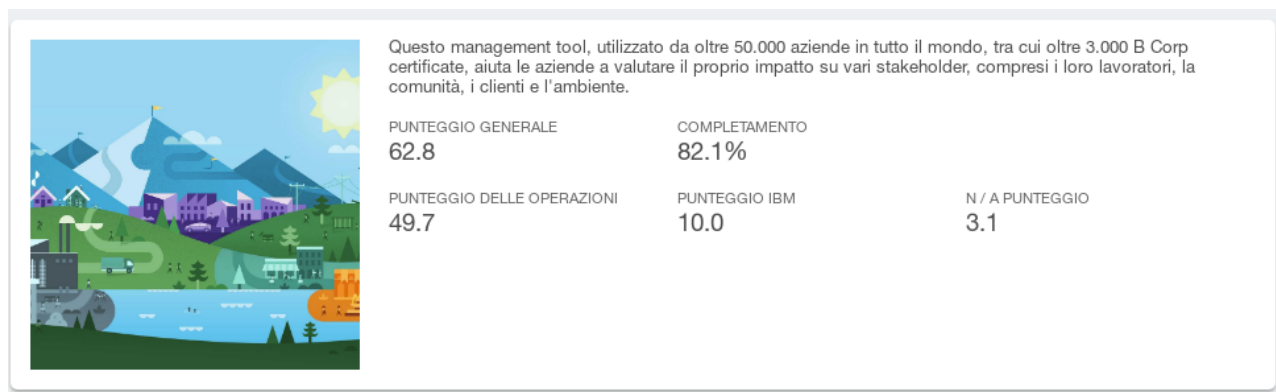 Questo management tool, utilizzato da oltre 50.000 aziende in tutto il mondo, tra cui oltre 3.000 B Corp
certificate, aiuta le aziende a valutare il proprio impatto su vari stakeholder, compresi i loro lavoratori, la
comunità, i clienti e l'ambiente.
PUNTEGGIO GENERALE
62.8
COMPLETAMENTO
82.1%
PUNTEGGIO DELLE OPERAZIONI
49.7
PUNTEGGIO IBM
10.0
N / A PUNTEGGIO
3.1